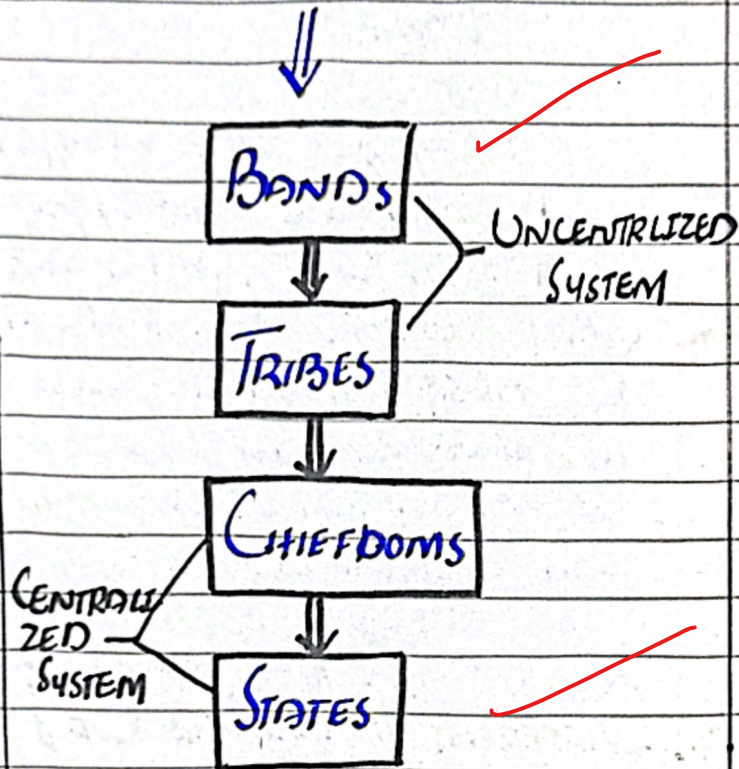 BANDS
UNCENTRLIZED
SYSTEM
TRIBES
CHIEFDOMS
CENTRALI
ZED
SYSTEM
STATES